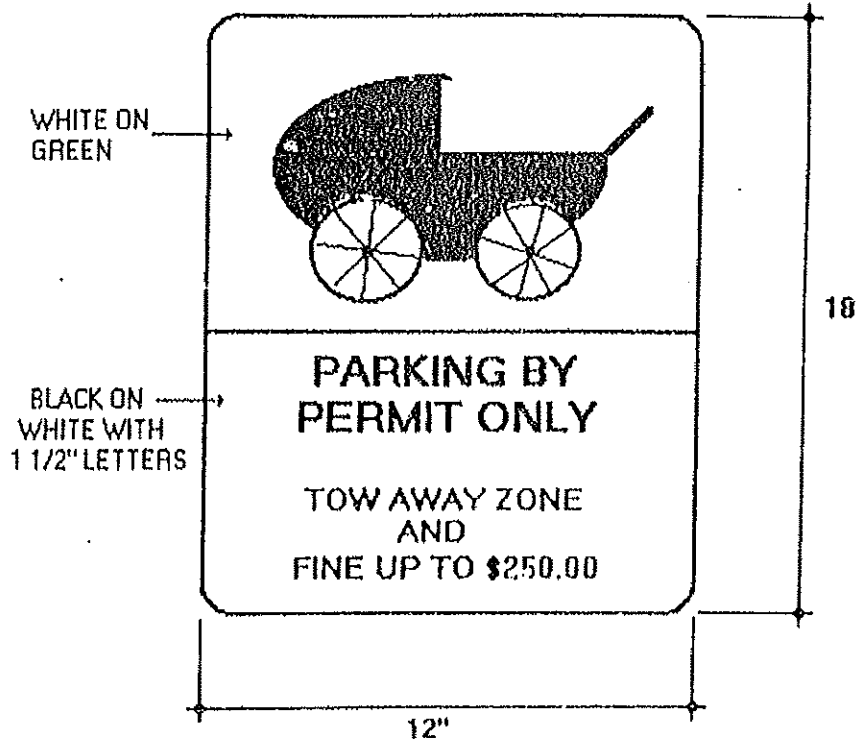 WHITE ON
GREEN
18
PARKING BY
PERMIT ONLY
BLACK ON
WHITE WITH
1 1/2" LETTERS
TOW AWAY ZONE
AND
FINE UP TO $250.00
12"